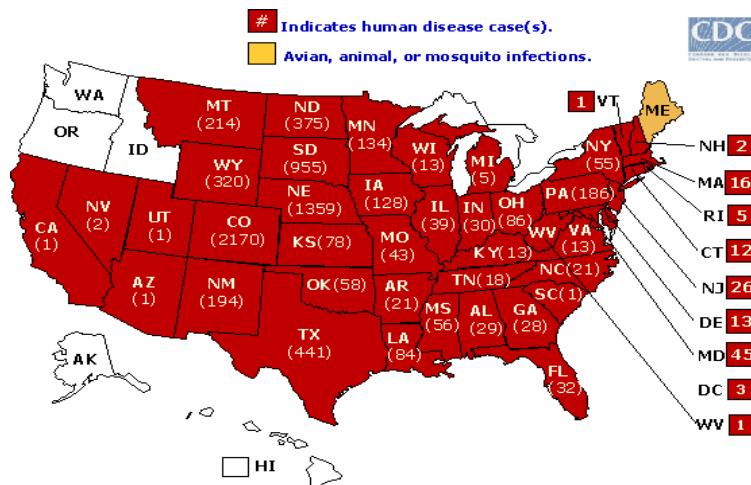 # Indicates human disease case(s).
Avian, animal, or mosquito infections.
CDC
WA
OR
ID
MT
(214)
ND
(375)
MN
(134)
SD
(955)
WY
(320)
NE
(1359)
IA
(128)
WI
(13)
MI
(5)
NY
(55)
1 VT
ME
NH 2
MA 16
RI 5
CT 12
NJ 26
DE 13
MD 45
DC 3
WV 1
PA(186)
OH
(86)
IN
(30)
IL
(39)
WV
VA
(13)
KY(13)
CA
(1)
NV
(2)
UT
(1)
CO
(2170)
KS(78)
MO
(43)
AZ
(1)
NM
(194)
OK(58)
AR
(21)
TN(18)
NC(21)
SC(1)
MS
(56)
AL
(29)
GA
(28)
TX
(441)
LA
(84)
FL
(32)
AK
HI